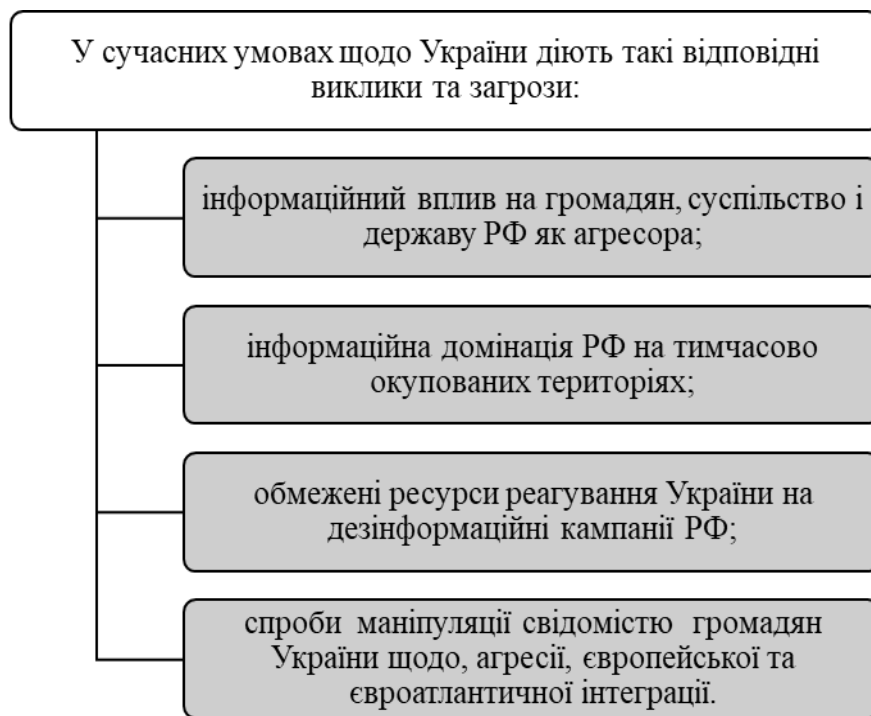 У сучасних умовах щодо України діють такі відповідні
виклики та загрози:
інформаційний вплив на громадян, суспільство і
державу РФ як агресора;
інформаційна домінація РФ на тимчасово
окупованих територіях;
обмежені ресурси реагування України на
дезінформаційні кампанії РФ;
спроби маніпуляції свідомістю громадян
України щодо, агресії, європейської та
євроатлантичної інтеграції.